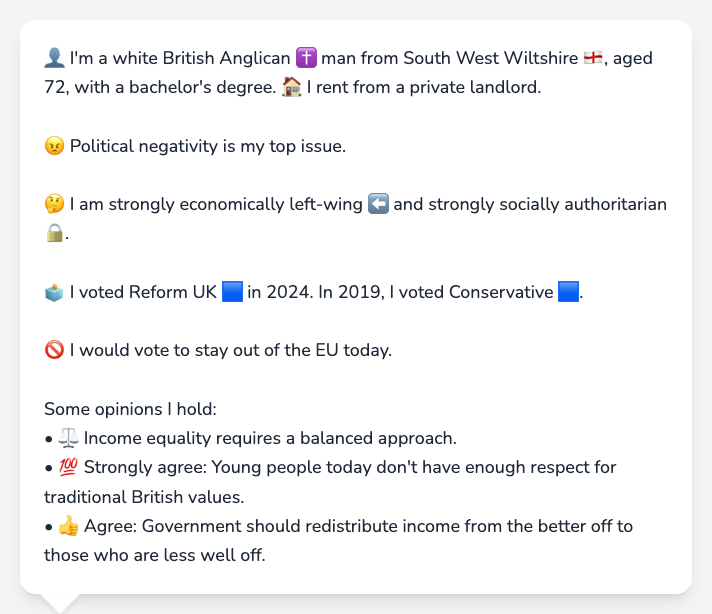 👤 I'm a white British Anglican ✝️ man from South West Wiltshire 🏴󠁧󠁢󠁥󠁮󠁧󠁿, aged
72, with a bachelor's degree. 🏠 I rent from a private landlord.
😠 Political negativity is my top issue.
🤔 I am strongly economically left-wing ⬅️ and strongly socially authoritarian
🔒.
🗳️ I voted Reform UK 🟦 in 2024. In 2019, I voted Conservative 🟦.
🚫 I would vote to stay out of the EU today.
Some opinions I hold:
• ⚖️ Income equality requires a balanced approach.
• 💯 Strongly agree: Young people today don't have enough respect for
traditional British values.
• 👍 Agree: Government should redistribute income from the better off to
those who are less well off.